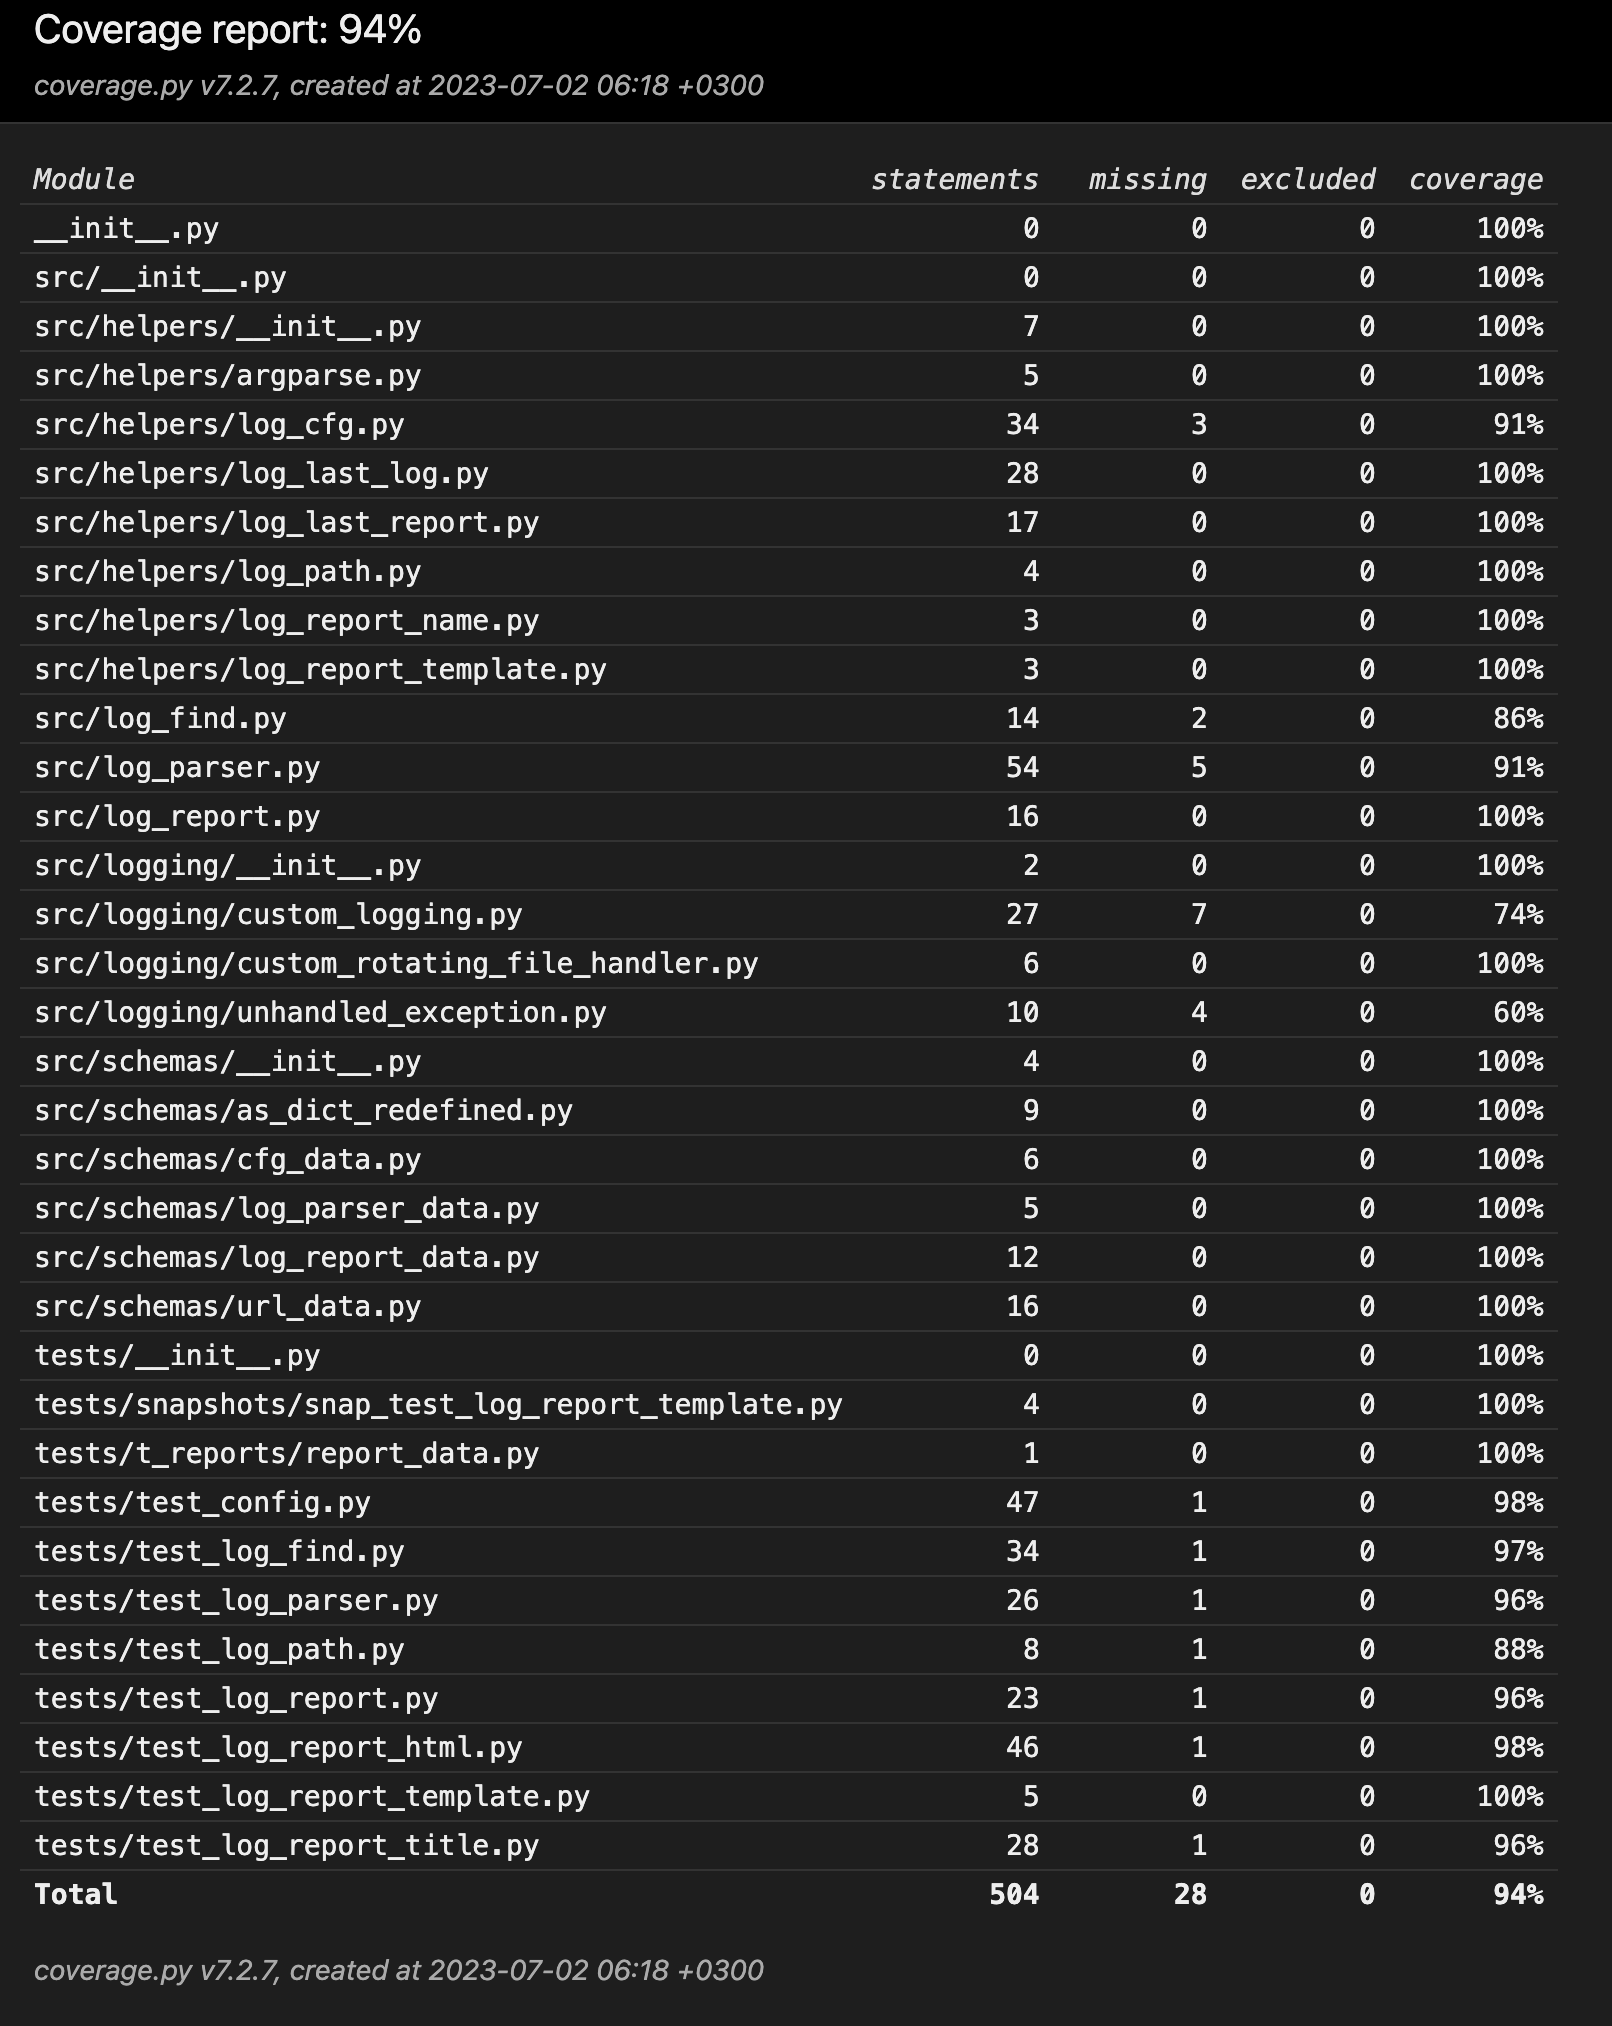 Coverage report: 94%
coverage.py v7.2.7, created at 2023-07-02 06:18 +0300
Module statements missing excluded coverage
__init__.py 0 0 0 100%
src/__init__.py 0 0 0 100%
src/helpers/__init__.py 7 0 0 100%
src/helpers/argparse.py 5 0 0 100%
src/helpers/log_cfg.py 34 3 0 91%
src/helpers/log_last_log.py 28 0 0 100%
src/helpers/log_last_report.py 17 0 0 100%
src/helpers/log_path.py 4 0 0 100%
src/helpers/log_report_name.py 3 0 0 100%
src/helpers/log_report_template.py 3 0 0 100%
src/log_find.py 14 2 0 86%
src/log_parser.py 54 5 0 91%
src/log_report.py 16 0 0 100%
src/logging/__init__.py 2 0 0 100%
src/logging/custom_logging.py 27 7 0 74%
src/logging/custom_rotating_file_handler.py 6 0 0 100%
src/logging/unhandled_exception.py 10 4 0 60%
src/schemas/__init__.py 4 0 0 100%
src/schemas/as_dict_redefined.py 9 0 0 100%
src/schemas/cfg_data.py 6 0 0 100%
src/schemas/log_parser_data.py 5 0 0 100%
src/schemas/log_report_data.py 12 0 0 100%
src/schemas/url_data.py 16 0 0 100%
tests/__init__.py 0 0 0 100%
tests/snapshots/snap_test_log_report_template.py 4 0 0 100%
tests/t_reports/report_data.py 1 0 0 100%
tests/test_config.py 47 1 0 98%
tests/test_log_find.py 34 1 0 97%
tests/test_log_parser.py 26 1 0 96%
tests/test_log_path.py 8 1 0 88%
tests/test_log_report.py 23 1 0 96%
tests/test_log_report_html.py 46 1 0 98%
tests/test_log_report_template.py 5 0 0 100%
tests/test_log_report_title.py 28 1 0 96%
Total 504 28 0 94%
coverage.py v7.2.7, created at 2023-07-02 06:18 +0300